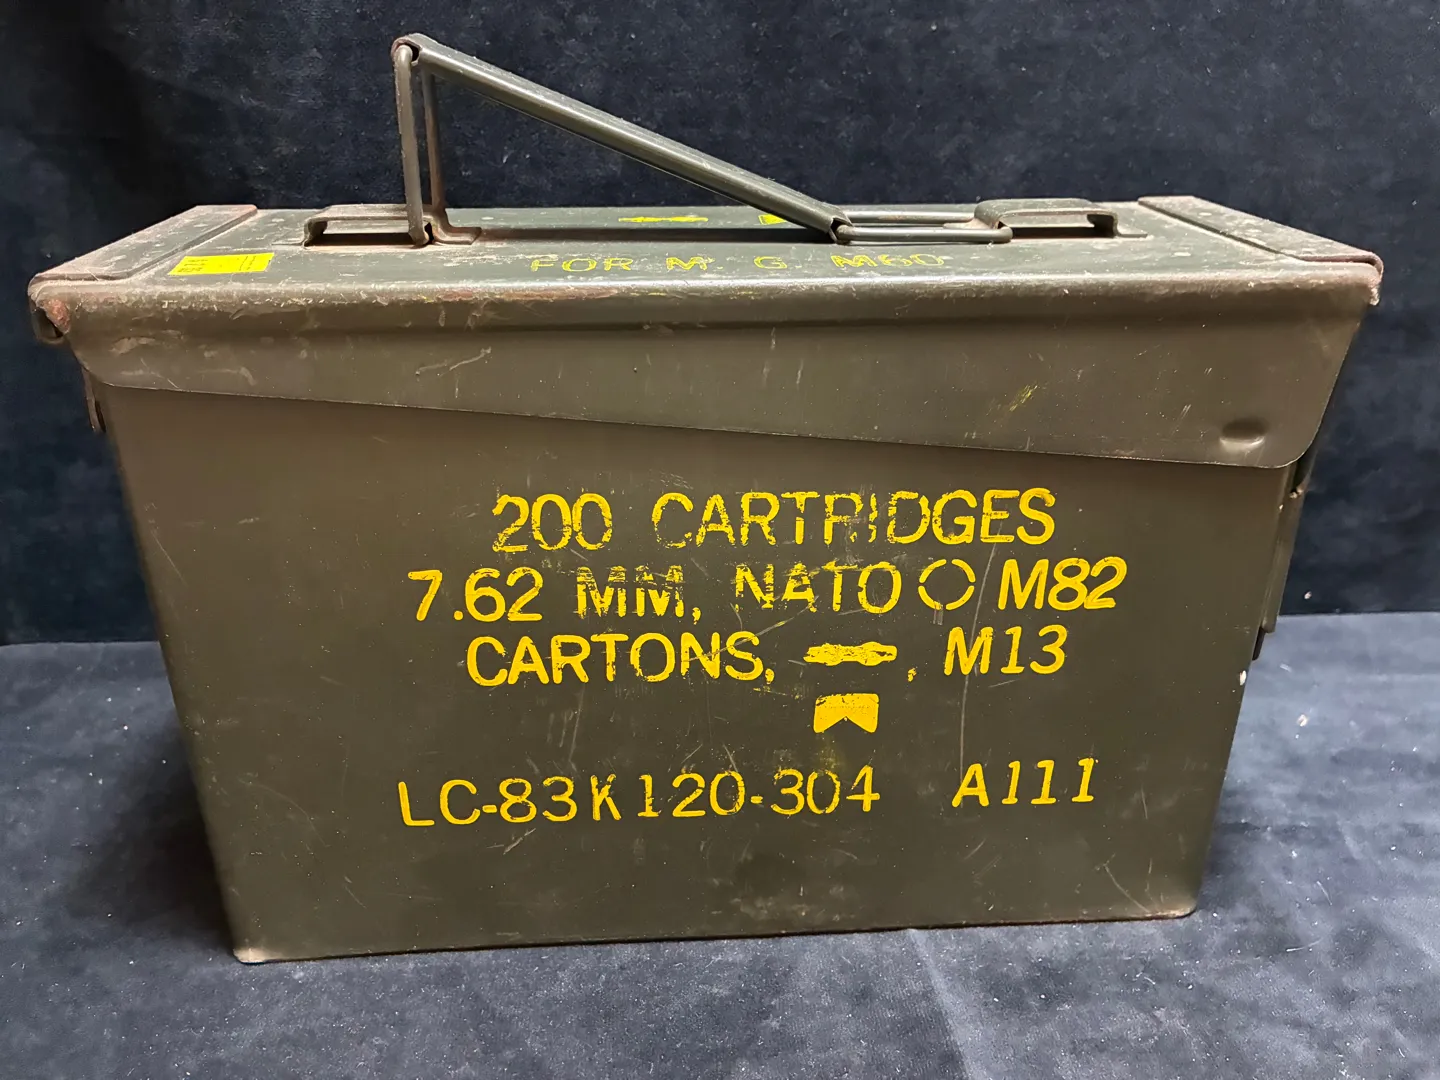 FOR M. G M60
200 CARTRIDGES
7.62 MM, NATO M82
CARTONS, , M13
LC-83K120-304 A111